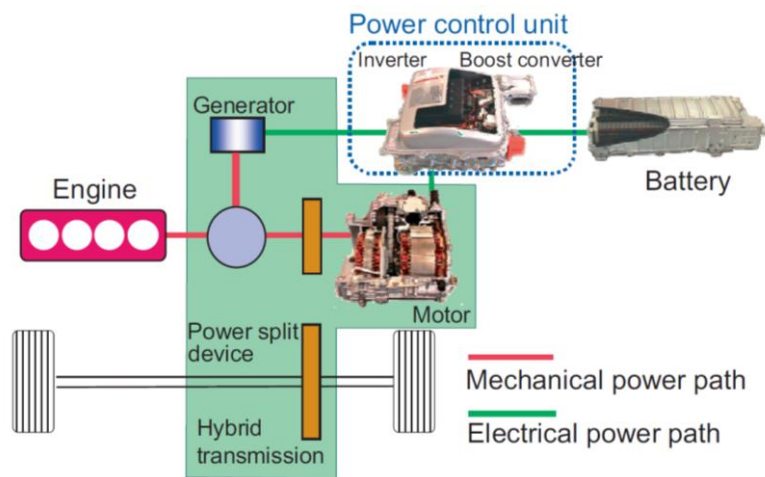 Power control unit
Inverter
Boost converter
Generator
Engine
Battery
Motor
Power split
device
Mechanical power path
Hybrid
transmission
Electrical power path